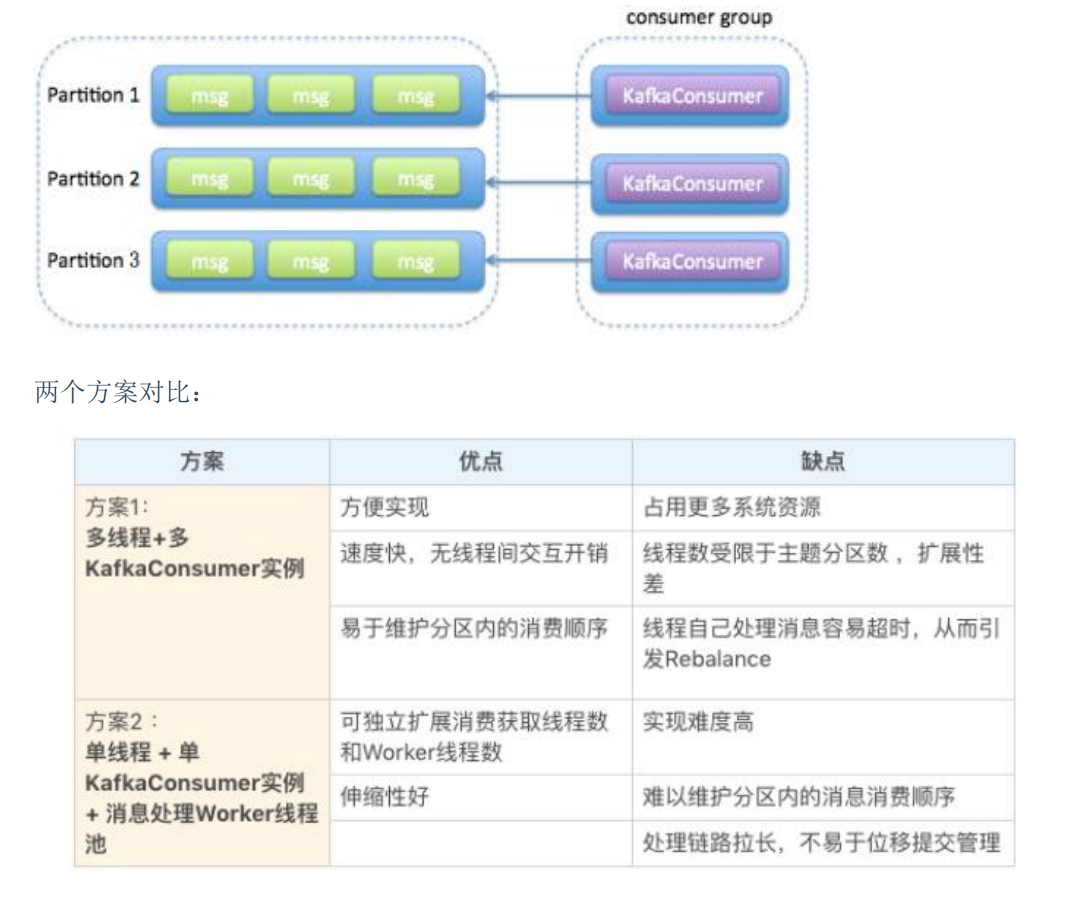 consumer group
Partition 1 msg msg msg KafkaConsumer
Partition 2 msg msg msg KafkaConsumer
Partition 3 msg msg msg KafkaConsumer
两个方案对比：
方案 优点 缺点
方案1:
多线程+多
KafkaConsumer实例
方便实现
占用更多系统资源
速度快，无线程间交互开销
线程数受限于主题分区数 ，扩展性
差
易于维护分区内的消费顺序
线程自己处理消息容易超时，从而引
发Rebalance
方案2 ：
单线程 + 单
KafkaConsumer实例
+ 消息处理Worker线程
池
可独立扩展消费获取线程数
和Worker线程数
实现难度高
伸缩性好
难以维护分区内的消息消费顺序
处理链路拉长，不易于位移提交管理